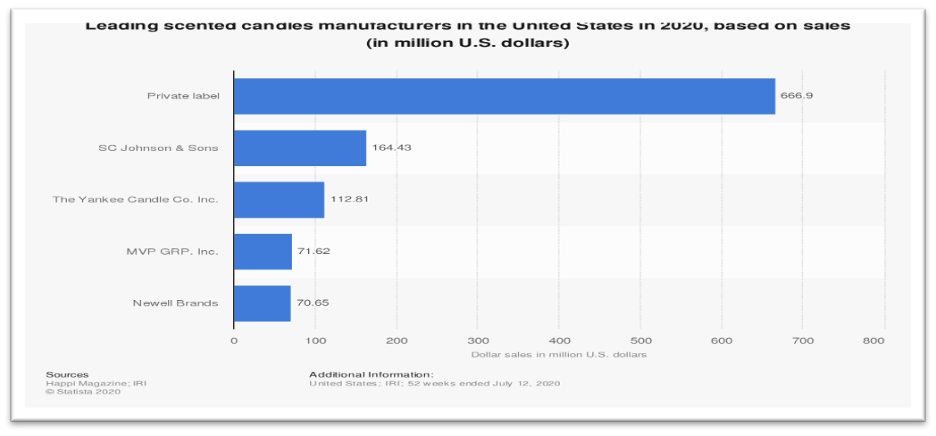 Leading scented candles manufacturers in the United States in 2020, based on sales
(in million U.S. dollars)
Private label
666.9
SC Johnson & Sons
164.43
The Yankee Candle Co. Inc.
112.81
MVP GRP. Inc.
71.62
Newell Brands
70.65
0 100 200 300 400 500 600 700 800
Dollar sales in million U.S. dollars
Sources
Happi Magazine; IRI
© Statista 2020
Additional Information:
United States; IRI; 52 weeks ended July 12, 2020